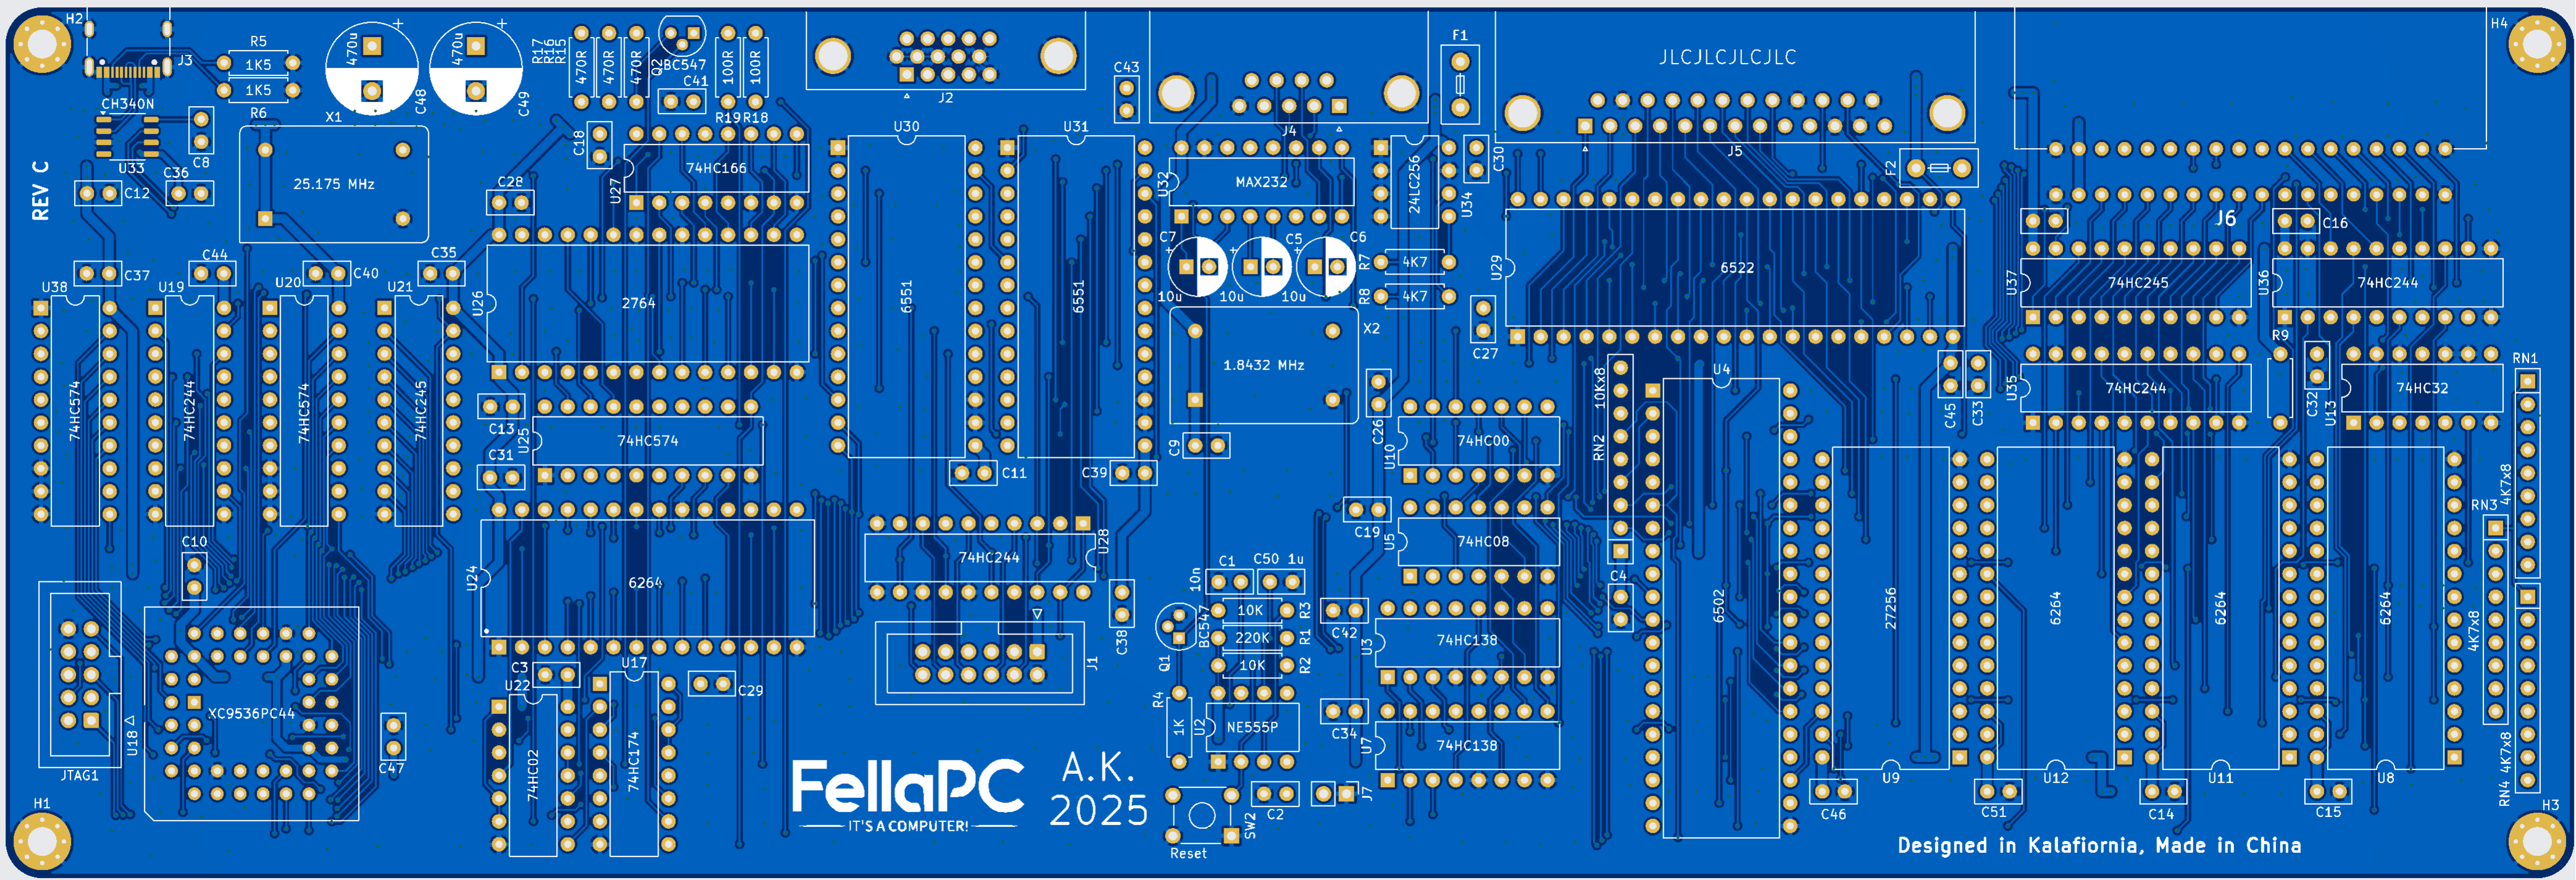 H2
J3
R5
1K5
1K5
R6
470u
C48
470u
C49
X1
R17
R16
R15
470R
470R
470R
Q2
BC547
C41
100R
100R
R19
R18
J2
C43
J4
F1
JLCJLCJLCJLC
J5
F2
H4
J6
CH340N
U33
C8
C36
C12
REV C
25.175 MHz
C18
U27
74HC166
C28
U30
6551
U31
6551
U32
MAX232
24LC256
U34
C30
C7
10u
C5
10u
C6
10u
R7
4K7
R8
4K7
U29
6522
C27
C16
U37
74HC245
U36
74HC244
C37
C44
C40
C35
U38
74HC574
U19
74HC244
U20
74HC574
U21
74HC245
U26
2764
X2
1.8432 MHz
C26
C9
C13
C31
U25
74HC574
C11
C39
U10
74HC00
RN2
10Kx8
U4
6502
C45
C33
U35
74HC244
R9
C32
U13
74HC32
RN1
4K7x8
RN3
4K7x8
C10
U24
6264
U28
74HC244
C38
J1
C19
U5
74HC08
C4
C1
10n
C50 1u
Q1
BC547
10K
R3
220K
R1
10K
R2
C42
U3
74HC138
R4
1K
U2
NE555P
C34
U7
74HC138
JTAG1
U18
XC9536PC44
C47
C3
U22
74HC02
U17
74HC174
C29
27256
U9
6264
U12
6264
U11
6264
U8
RN4 4K7x8
C46
C51
C14
C15
H1
FellaPC
IT'S A COMPUTER!
A.K.
2025
SW2
Reset
C2
J7
H3
Designed in Kalafiornia, Made in China